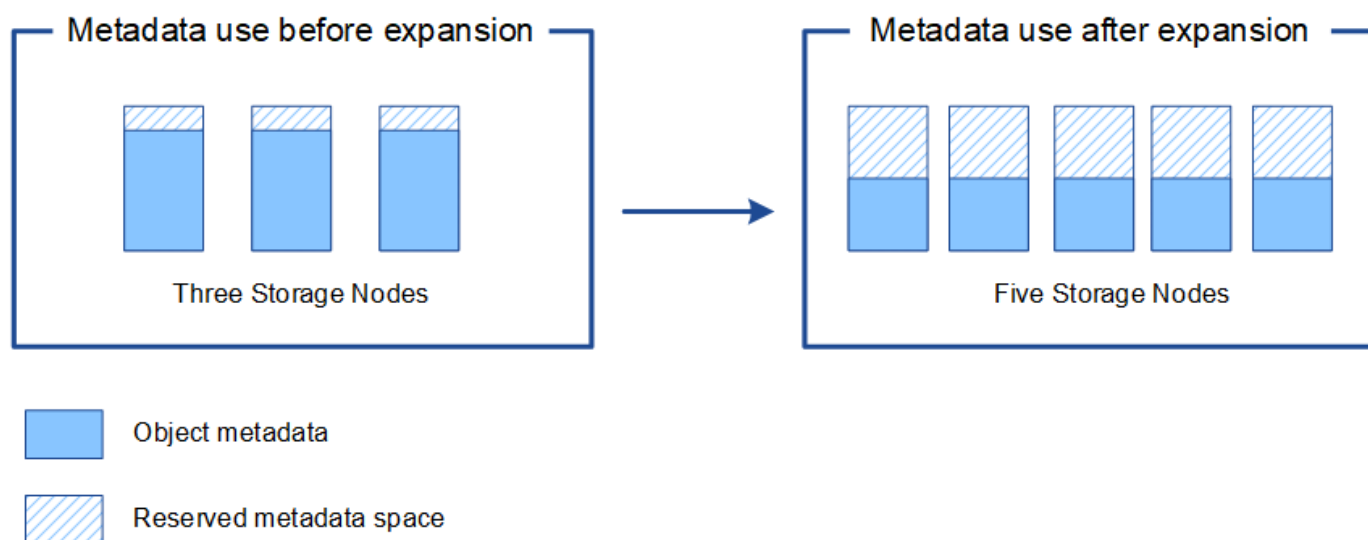 Metadata use before expansion
Metadata use after expansion
Three Storage Nodes
Five Storage Nodes
Object metadata
Reserved metadata space